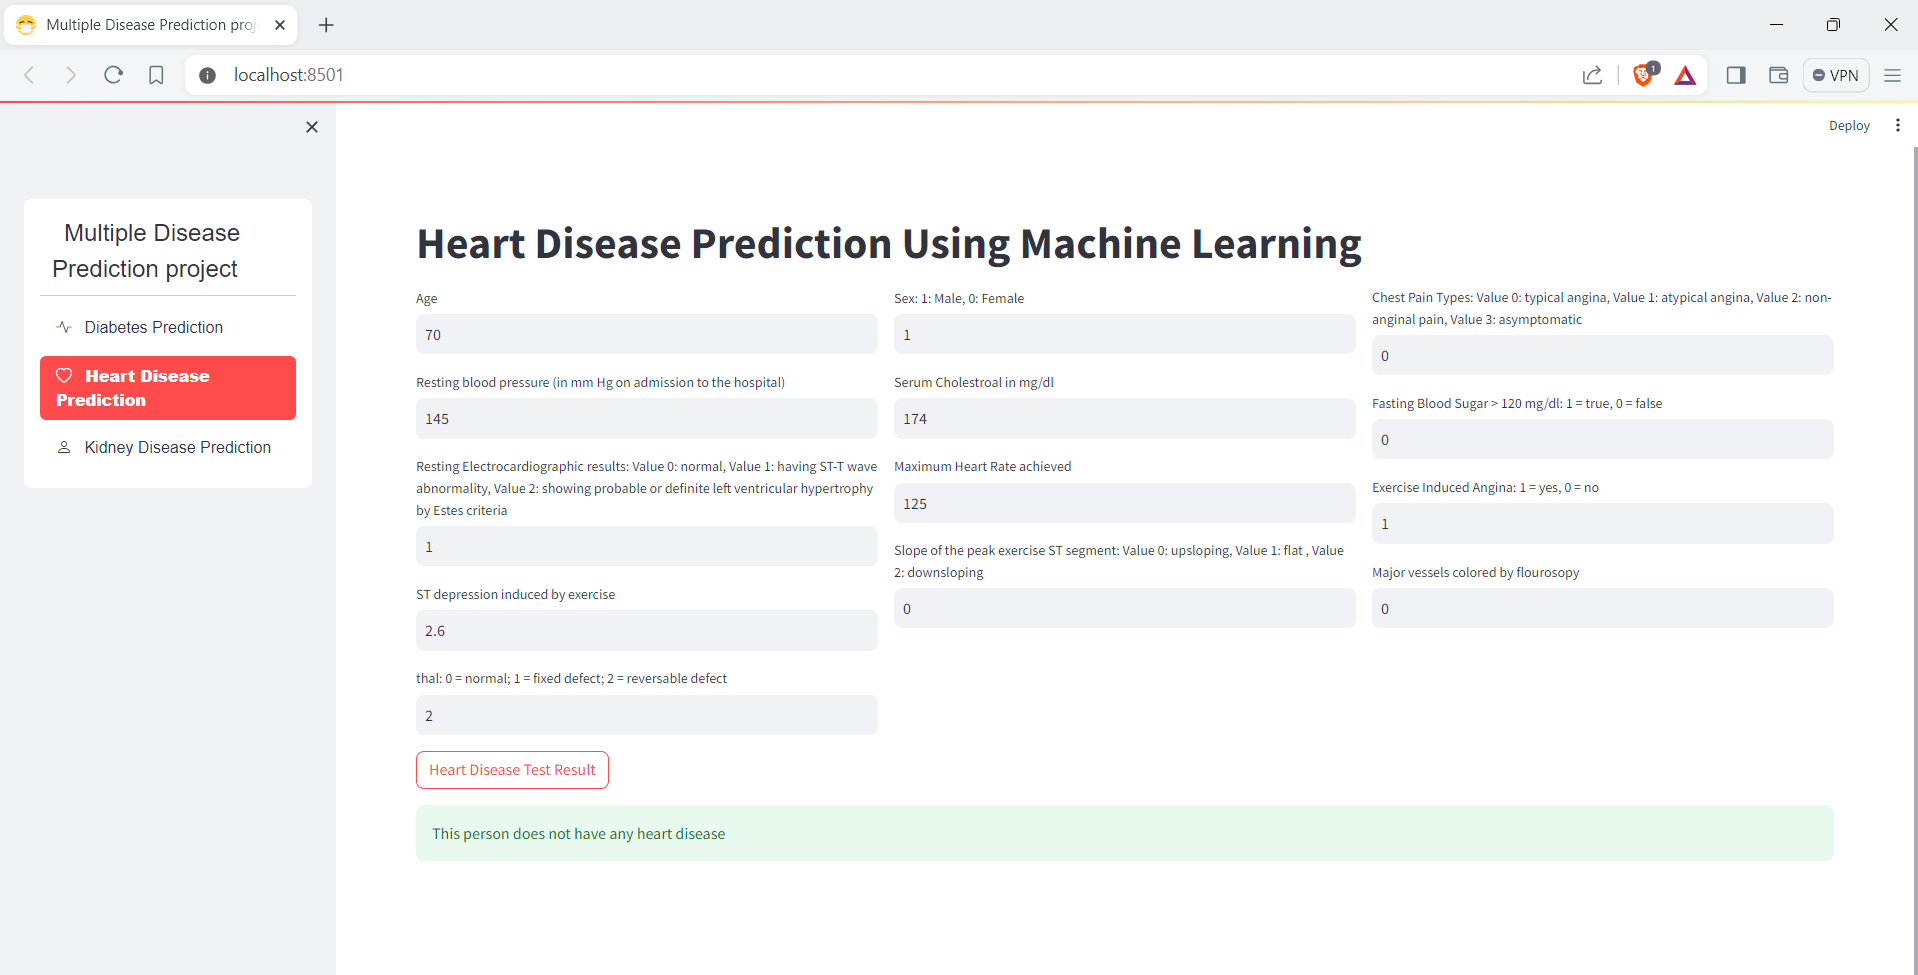 Multiple Disease Prediction proj
localhost:8501
1
VPN
Deploy
Multiple Disease
Prediction project
Diabetes Prediction
Heart Disease
Prediction
Kidney Disease Prediction
Heart Disease Prediction Using Machine Learning
Age
70
Resting blood pressure (in mm Hg on admission to the hospital)
145
Resting Electrocardiographic results: Value 0: normal, Value 1: having ST-T wave
abnormality, Value 2: showing probable or definite left ventricular hypertrophy
by Estes criteria
1
ST depression induced by exercise
2.6
thal: 0 = normal; 1 = fixed defect; 2 = reversable defect
2
Sex: 1: Male, 0: Female
1
Serum Cholestroal in mg/dl
174
Maximum Heart Rate achieved
125
Slope of the peak exercise ST segment: Value 0: upsloping, Value 1: flat , Value
2: downsloping
0
Chest Pain Types: Value 0: typical angina, Value 1: atypical angina, Value 2: non-
anginal pain, Value 3: asymptomatic
0
Fasting Blood Sugar > 120 mg/dl: 1 = true, 0 = false
0
Exercise Induced Angina: 1 = yes, 0 = no
1
Major vessels colored by flourosopy
0
Heart Disease Test Result
This person does not have any heart disease